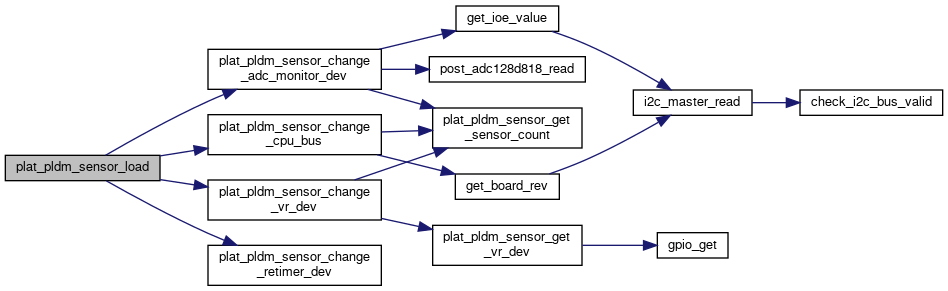 plat_pldm_sensor_load
plat_pldm_sensor_change
_adc_monitor_dev
plat_pldm_sensor_change
_cpu_bus
plat_pldm_sensor_change
_vr_dev
plat_pldm_sensor_change
_retimer_dev
get_ioe_value
post_adc128d818_read
plat_pldm_sensor_get
_sensor_count
get_board_rev
plat_pldm_sensor_get
_vr_dev
i2c_master_read
gpio_get
check_i2c_bus_valid